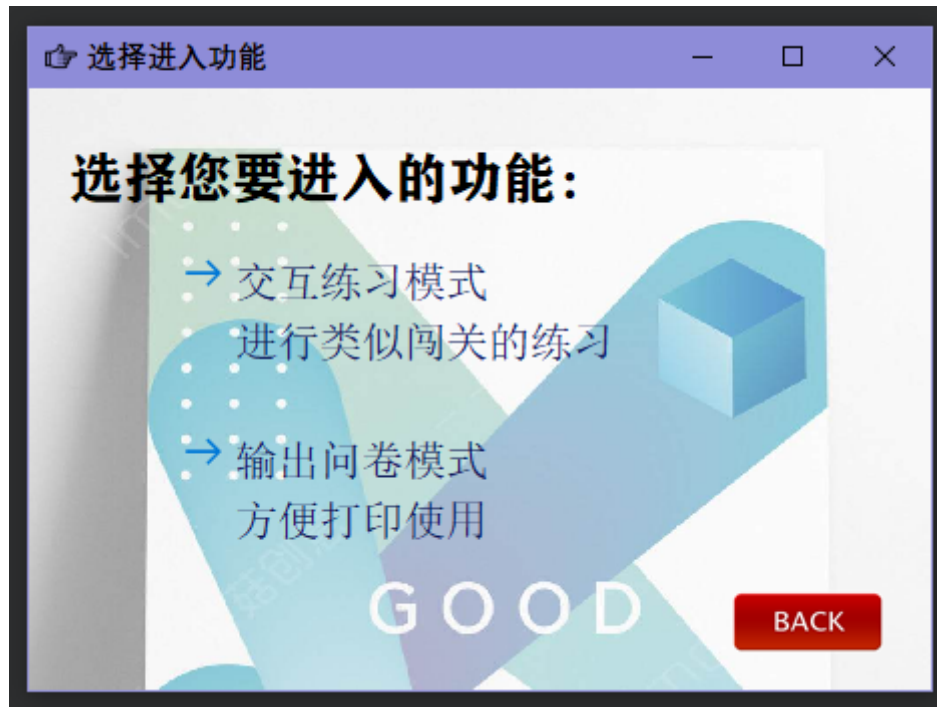 选择进入功能
选择您要进入的功能：
交互练习模式
进行类似闯关的练习
输出问卷模式
方便打印使用
GOOD
BACK